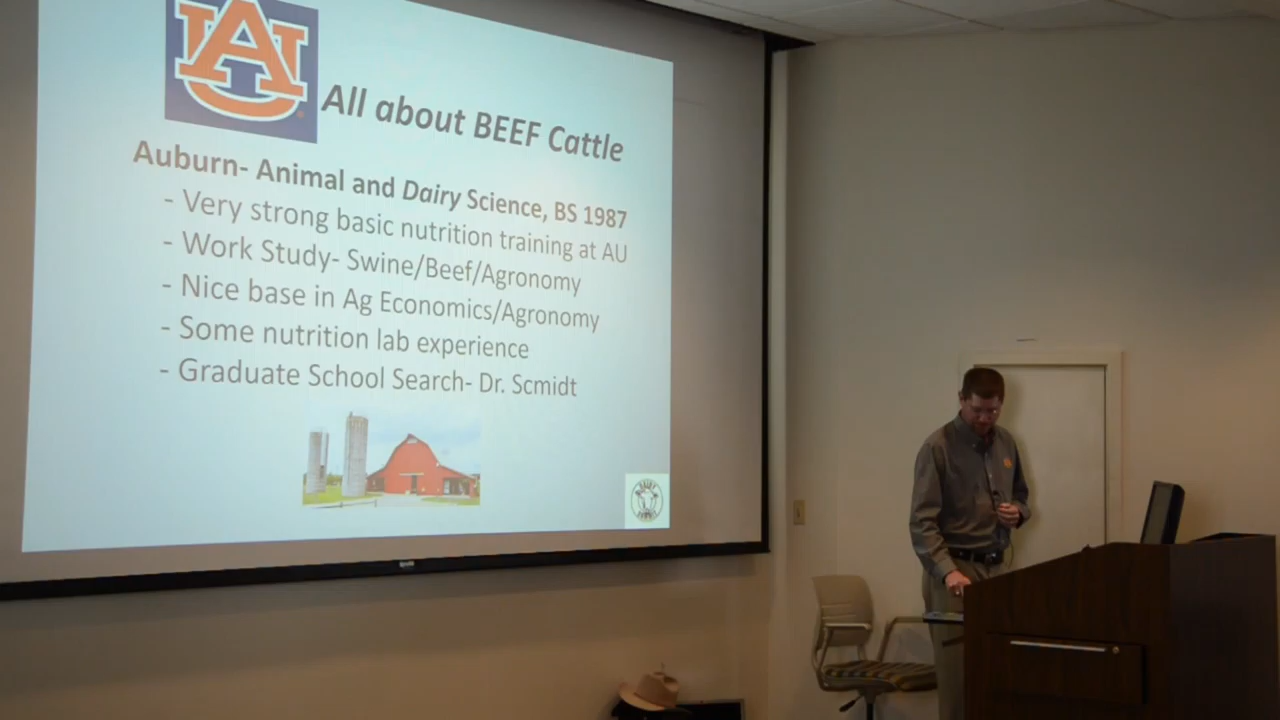 AU
All about BEEF Cattle
Auburn- Animal and Dairy Science, BS 1987
- Very strong basic nutrition training at AU
- Work Study- Swine/Beef/Agronomy
- Nice base in Ag Economics/Agronomy
- Some nutrition lab experience
- Graduate School Search- Dr. Scmidt